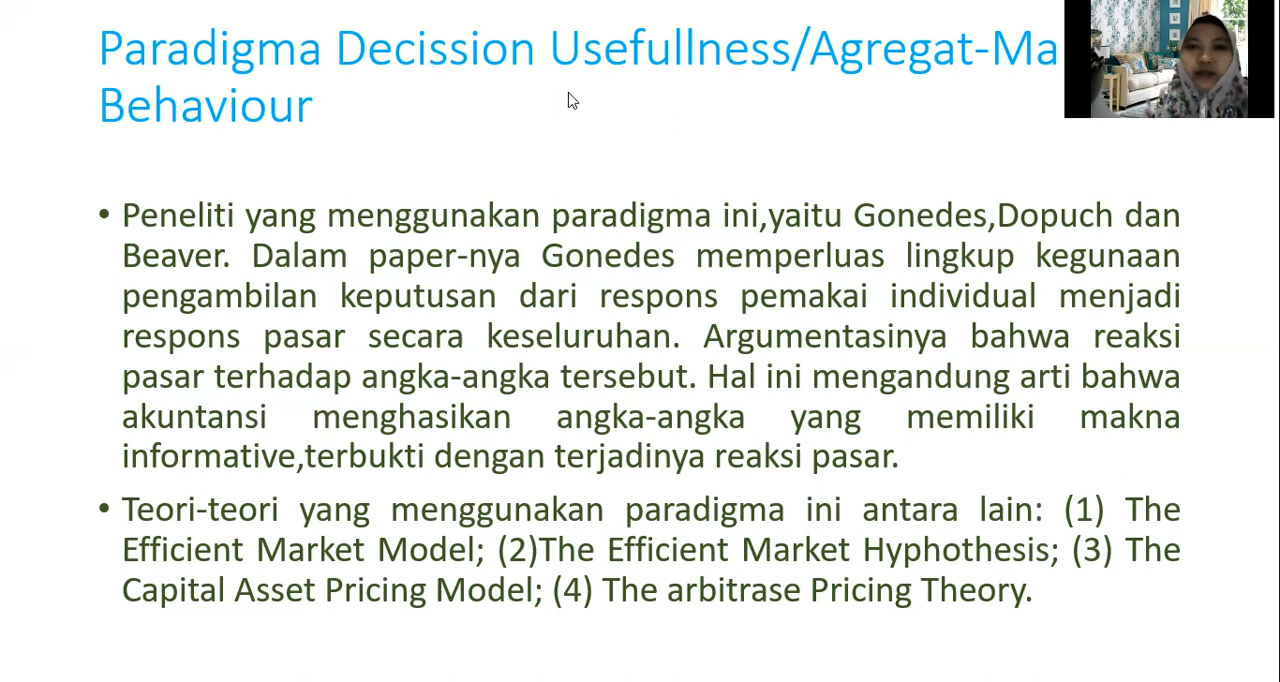 Paradigma Decission Usefullness/Agregat-Ma
Behaviour
• Peneliti yang menggunakan paradigma ini,yaitu Gonedes,Dopuch dan
Beaver. Dalam paper-nya Gonedes memperluas lingkup kegunaan
pengambilan keputusan dari respons pemakai individual menjadi
respons pasar secara keseluruhan. Argumentasinya bahwa reaksi
pasar terhadap angka-angka tersebut. Hal ini mengandung arti bahwa
akuntansi menghasikan angka-angka yang memiliki makna
informative,terbukti dengan terjadinya reaksi pasar.
• Teori-teori yang menggunakan paradigma ini antara lain: (1) The
Efficient Market Model; (2)The Efficient Market Hyphothesis; (3) The
Capital Asset Pricing Model; (4) The arbitrase Pricing Theory.